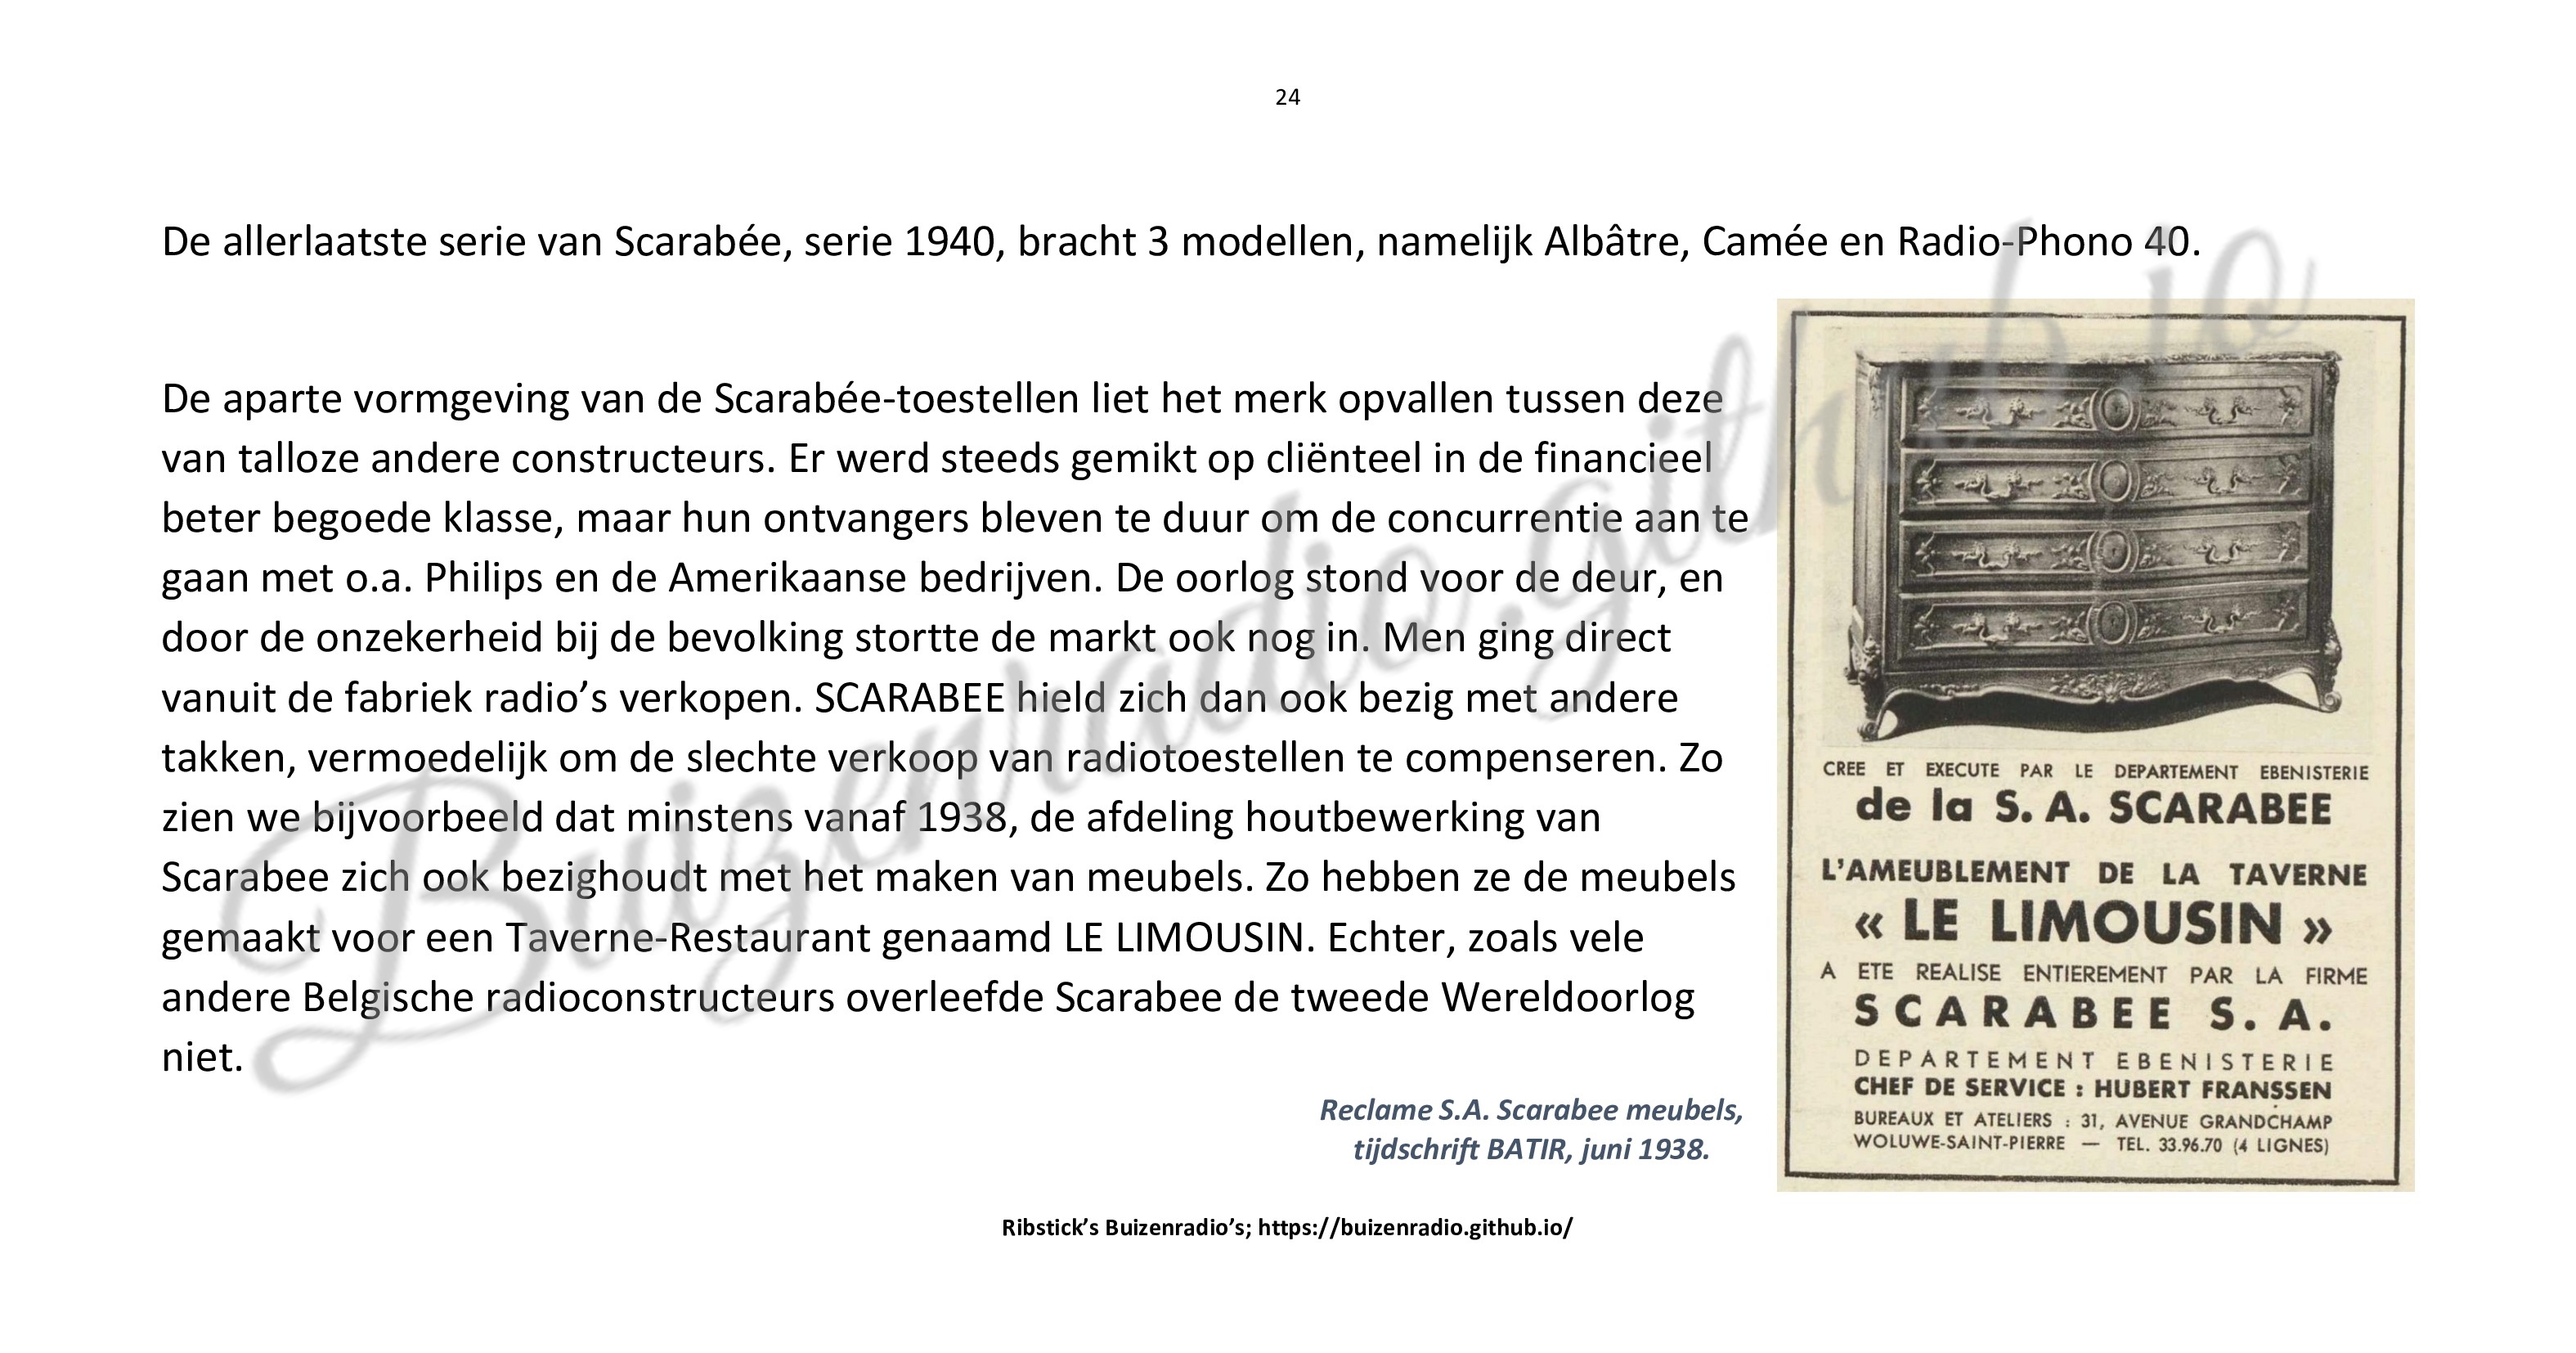 24
De allerlaatste serie van Scarabée, serie 1940, bracht 3 modellen, namelijk Albâtre, Camée en Radio-Phono 40.
De aparte vormgeving van de Scarabée-toestellen liet het merk opvallen tussen deze
van talloze andere constructeurs. Er werd steeds gemikt op cliënteel in de financieel
beter begoede klasse, maar hun ontvangers bleven te duur om de concurrentie aan te
gaan met o.a. Philips en de Amerikaanse bedrijven. De oorlog stond voor de deur, en
door de onzekerheid bij de bevolking stortte de markt ook nog in. Men ging direct
vanuit de fabriek radio’s verkopen. SCARABEE hield zich dan ook bezig met andere
takken, vermoedelijk om de slechte verkoop van radiotoestellen te compenseren. Zo
zien we bijvoorbeeld dat minstens vanaf 1938, de afdeling houtbewerking van
Scarabee zich ook bezighoudt met het maken van meubels. Zo hebben ze de meubels
gemaakt voor een Taverne-Restaurant genaamd LE LIMOUSIN. Echter, zoals vele
andere Belgische radioconstructeurs overleefde Scarabee de tweede Wereldoorlog
niet.
Reclame S.A. Scarabee meubels,
tijdschrift BATIR, juni 1938.
CREE ET EXECUTE PAR LE DEPARTEMENT EBENISTERIE
de la S. A. SCARABEE
L'AMEUBLEMENT DE LA TAVERNE
« LE LIMOUSIN »
A ETE REALISE ENTIEREMENT PAR LA FIRME
SCARABEE S. A.
DEPARTEMENT EBENISTERIE
CHEF DE SERVICE : HUBERT FRANSSEN
BUREAUX ET ATELIERS : 31, AVENUE GRANDCHAMP
WOLUWE-SAINT-PIERRE — TEL. 33.96.70 (4 LIGNES)
Buizenradio.github.io
Ribstick’s Buizenradio’s; https://buizenradio.github.io/